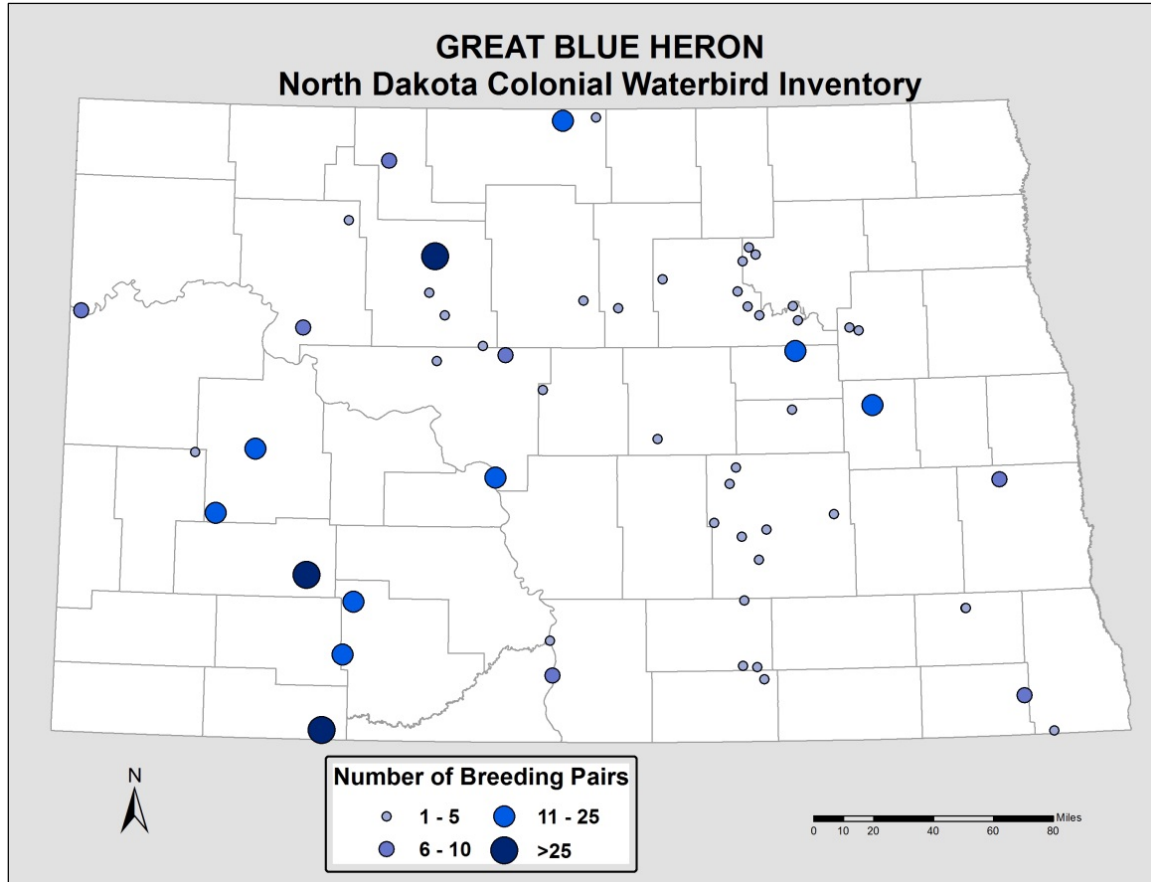 GREAT BLUE HERON
North Dakota Colonial Waterbird Inventory
N
Number of Breeding Pairs
1 - 5
11 - 25
6 - 10
>25
Miles
0 10 20 40 60 80